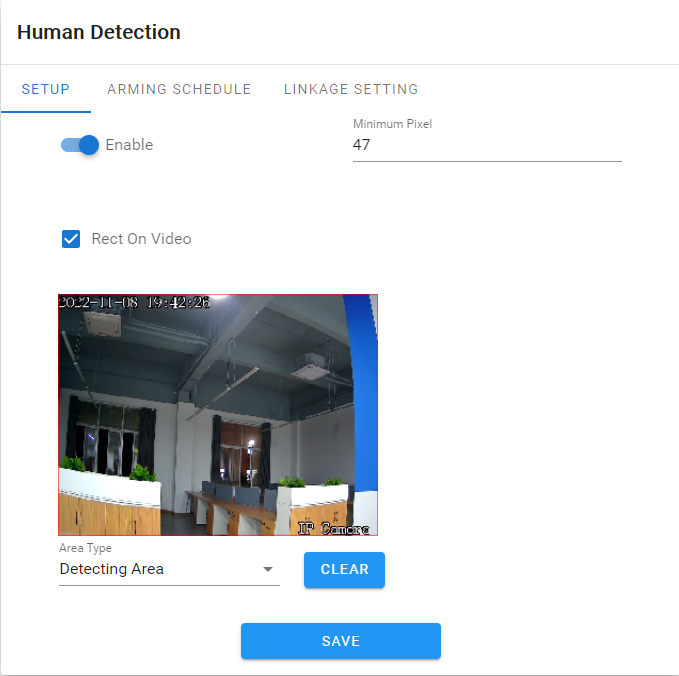 Human Detection
SETUP ARMING SCHEDULE LINKAGE SETTING
Minimum Pixel
Enable 47
Rect On Video
2022-11-08 19:42:26
IP Camera
Area Type
Detecting Area CLEAR
SAVE